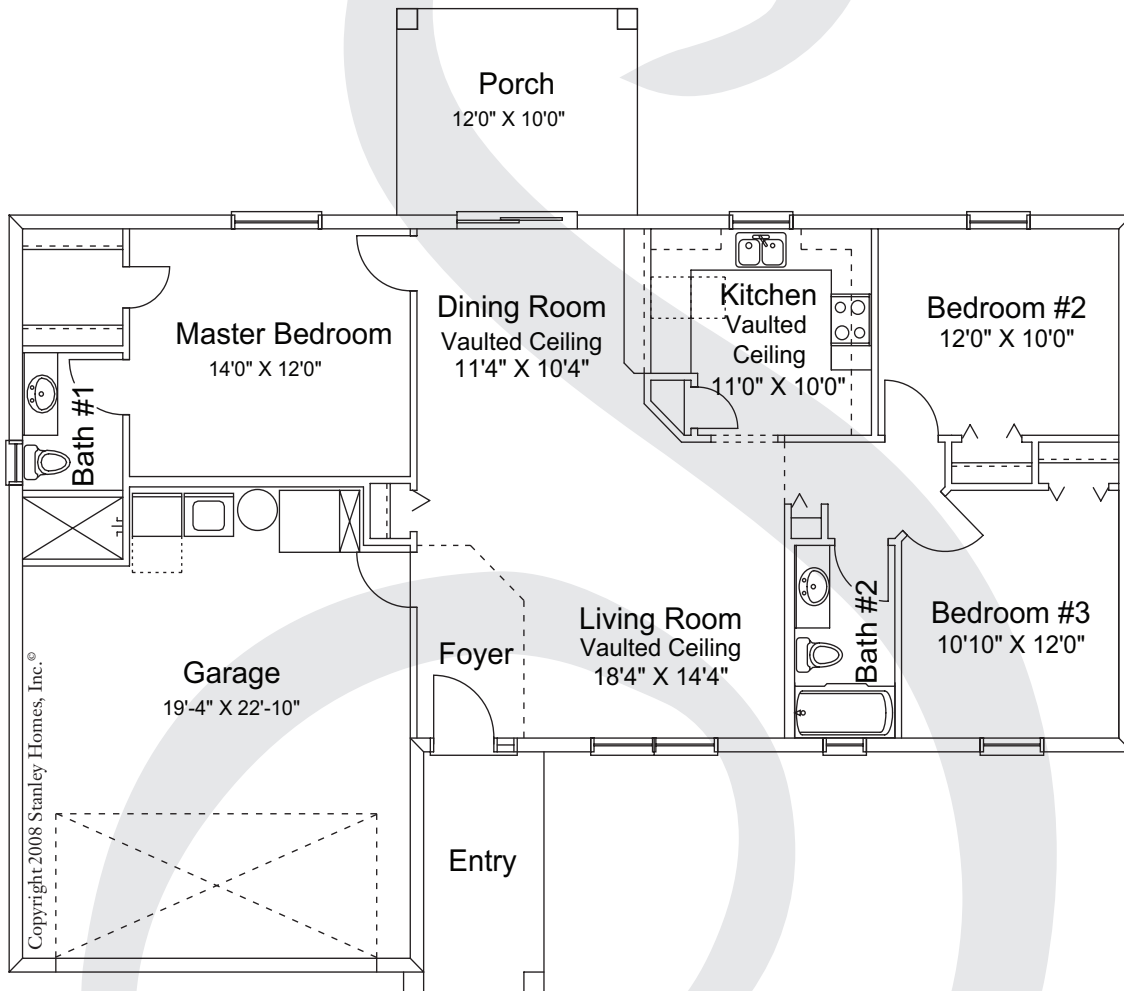 Porch
12'0" X 10'0"
Master Bedroom
14'0" X 12'0"
Dining Room
Vaulted Ceiling
11'4" X 10'4"
Kitchen
Vaulted
Ceiling
11'0" X 10'0"
Bedroom #2
12'0" X 10'0"
Bath #1
Garage
19'-4" X 22'-10"
Foyer
Living Room
Vaulted Ceiling
18'4" X 14'4"
Bath #2
Bedroom #3
10'10" X 12'0"
Entry
Copyright 2008 Stanley Homes, Inc.©